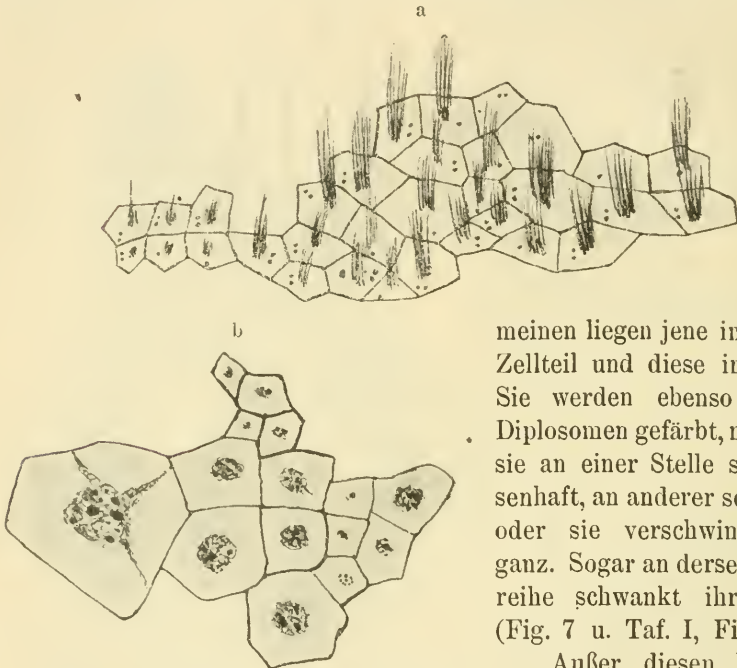 a
b
meinen liegen jene in
Zellteil und diese in
Sie werden ebenso
Diplosomen gefärbt,
sie an einer Stelle
senhaft, an anderer
oder sie verschwin
ganz. Sogar an derse
reihe schwankt ihr
(Fig. 7 u. Taf. I, Fi
Außer diesen